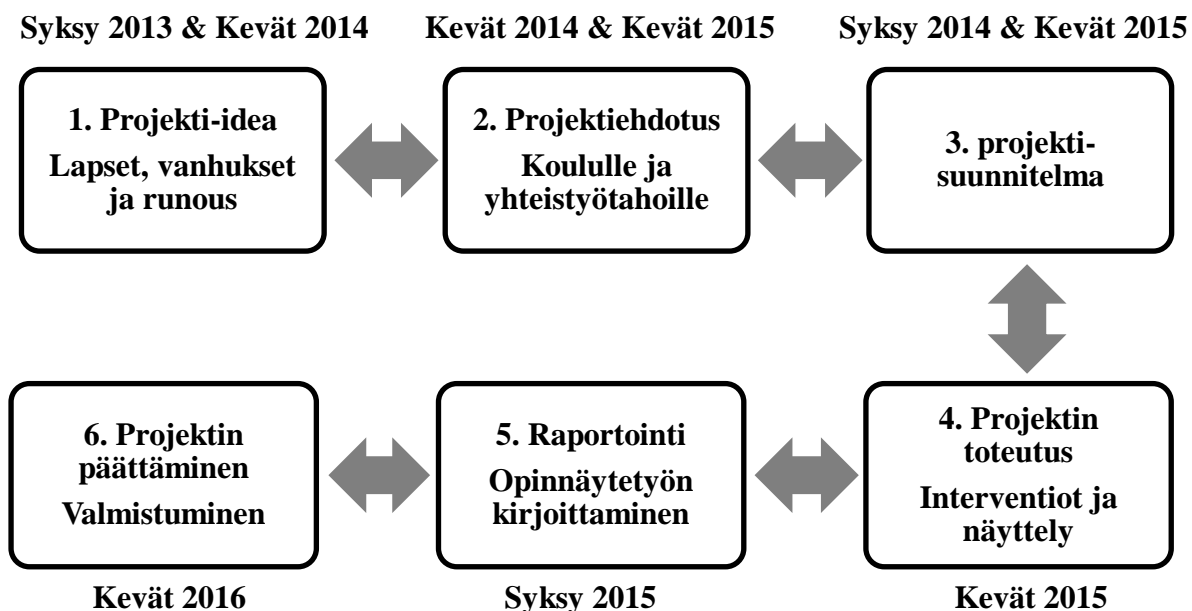 Syksy 2013 & Kevät 2014
Kevät 2014 & Kevät 2015
Syksy 2014 & Kevät 2015
1. Projekti-idea
Lapset, vanhukset
ja runous
2. Projektiehdotus
Koululle ja
yhteistyötahoille
3. projekti-
suunnitelma
4. Projektin
toteutus
Interventiot ja
näyttely
5. Raportointi
Opinnäytetyön
kirjoittaminen
6. Projektin
päättäminen
Valmistuminen
Kevät 2016
Syksy 2015
Kevät 2015